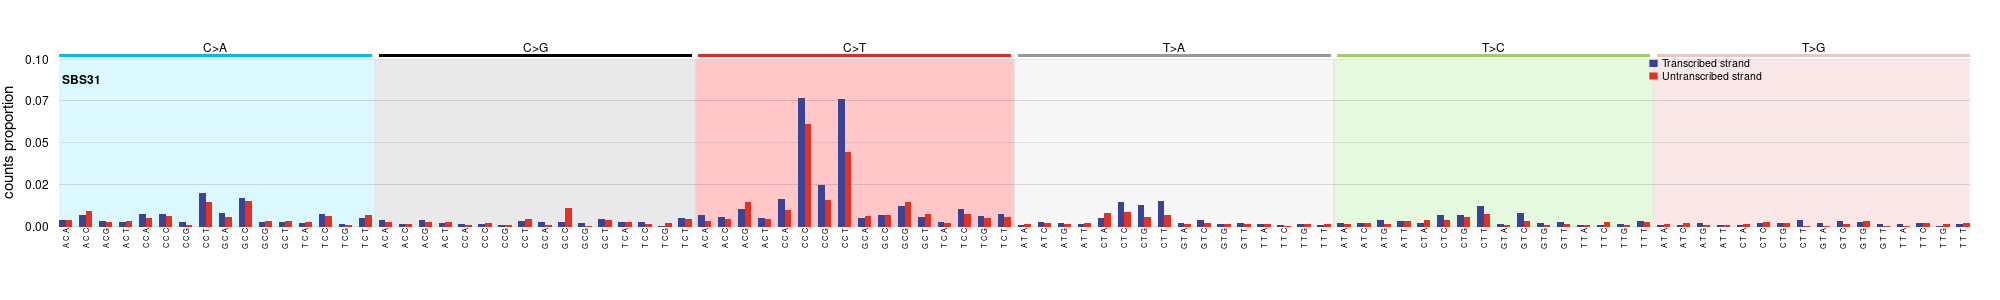 C>A C>G C>T T>A T>C T>G
0.10
SBS31
Transcribed strand
Untranscribed strand
0.07
0.05
0.02
0.00
counts proportion
ACA ACC ACG ACT CCA CCC CCG CCT GCA GCC GCG GCT TCA TCC TCG TCT ACA ACC ACG ACT CCA CCC CCG CCT GCA GCC GCG GCT TCA TCC TCG TCT ACA ACC ACG ACT CCA CCC CCG CCT GCA GCC GCG GCT TCA TCC TCG TCT ATA ATC ATG ATT CTA CTC CTG CTT GTA GTC GTG GTT TTA TTC TTG TTT ATA ATC ATG ATT CTA CTC CTG CTT GTA GTC GTG GTT TTA TTC TTG TTT ATA ATC ATG ATT CTA CTC CTG CTT GTA GTC GTG GTT TTA TTC TTG TTT